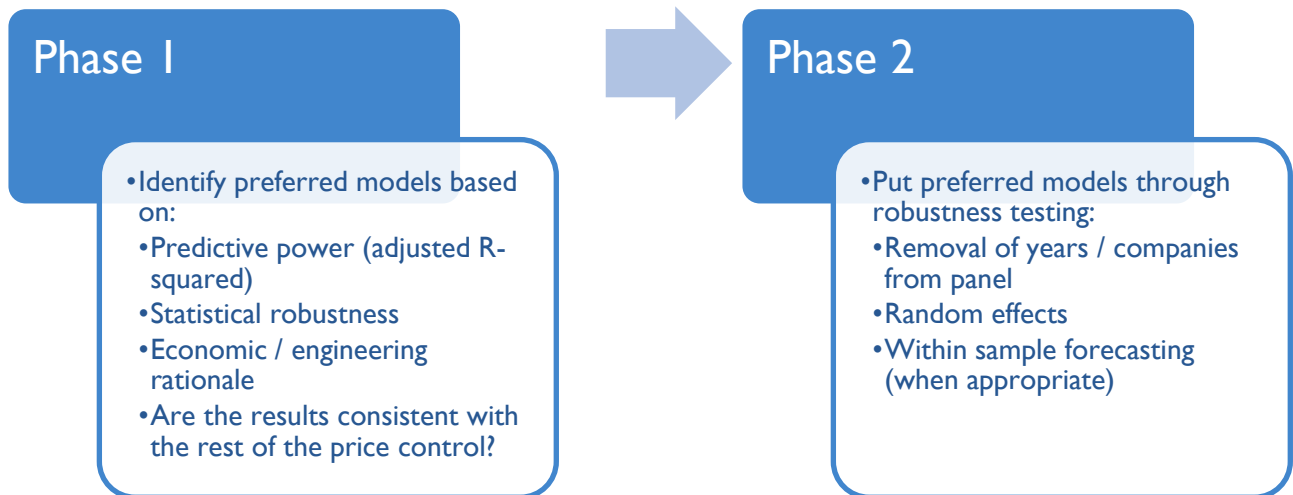 Phase 1
•Identify preferred models based
on:
•Predictive power (adjusted R-
squared)
•Statistical robustness
•Economic / engineering
rationale
•Are the results consistent with
the rest of the price control?
Phase 2
•Put preferred models through
robustness testing:
•Removal of years / companies
from panel
•Random effects
•Within sample forecasting
(when appropriate)